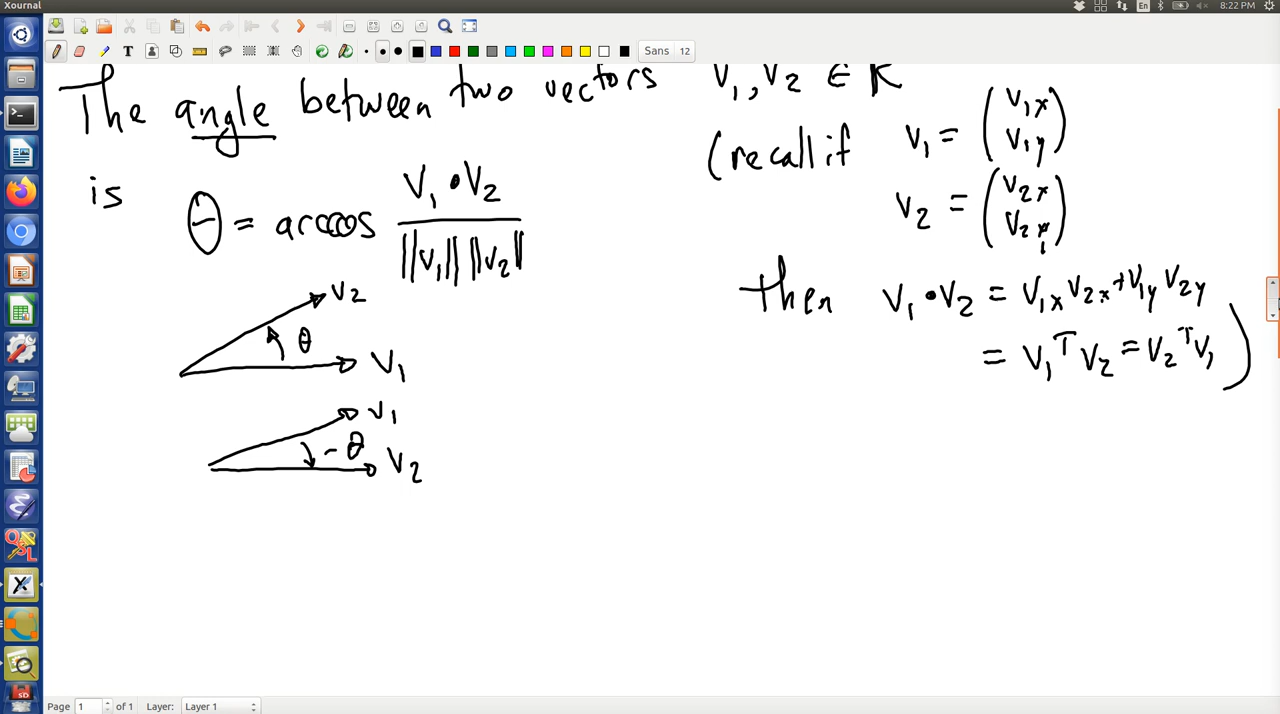 Xournal
En
8:22 PM
Sans 12
The angle between two vectors V₁, V₂ ∈ R
(recall if V₁ = (V₁ₓ V₁y)
V₂ = (V₂ₓ V₂y)
is θ = arccos V₁ • V₂ / ||V₁|| ||V₂||
then V₁ • V₂ = V₁ₓ V₂ₓ + V₁y V₂y
= V₁ᵀ V₂ = V₂ᵀ V₁ )
V₂
θ
V₁
V₁
-θ
V₂
Page 1 of 1 Layer: Layer 1